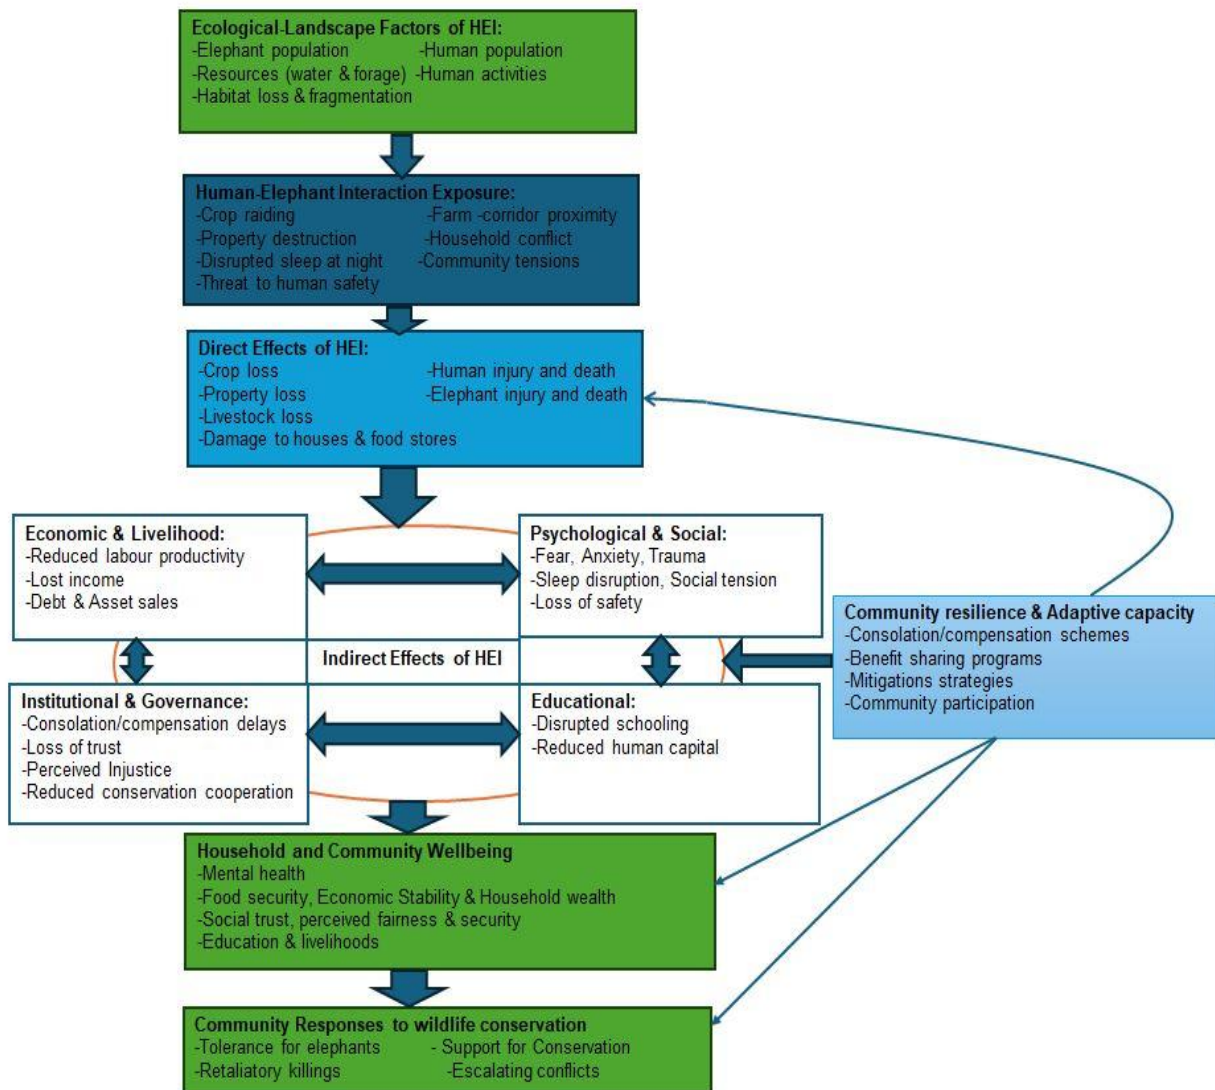 Ecological-Landscape Factors of HEI:
-Elephant population -Human population
-Resources (water & forage) -Human activities
-Habitat loss & fragmentation
Human-Elephant Interaction Exposure:
-Crop raiding -Farm -corridor proximity
-Property destruction -Household conflict
-Disrupted sleep at night -Community tensions
-Threat to human safety
Direct Effects of HEI:
-Crop loss -Human injury and death
-Property loss -Elephant injury and death
-Livestock loss
-Damage to houses & food stores
Economic & Livelihood:
-Reduced labour productivity
-Lost income
-Debt & Asset sales
Psychological & Social:
-Fear, Anxiety, Trauma
-Sleep disruption, Social tension
-Loss of safety
Indirect Effects of HEI
Institutional & Governance:
-Consolation/compensation delays
-Loss of trust
-Perceived Injustice
-Reduced conservation cooperation
Educational:
-Disrupted schooling
-Reduced human capital
Community resilience & Adaptive capacity
-Consolation/compensation schemes
-Benefit sharing programs
-Mitigations strategies
-Community participation
Household and Community Wellbeing
-Mental health
-Food security, Economic Stability & Household wealth
-Social trust, perceived fairness & security
-Education & livelihoods
Community Responses to wildlife conservation
-Tolerance for elephants - Support for Conservation
-Retaliatory killings -Escalating conflicts